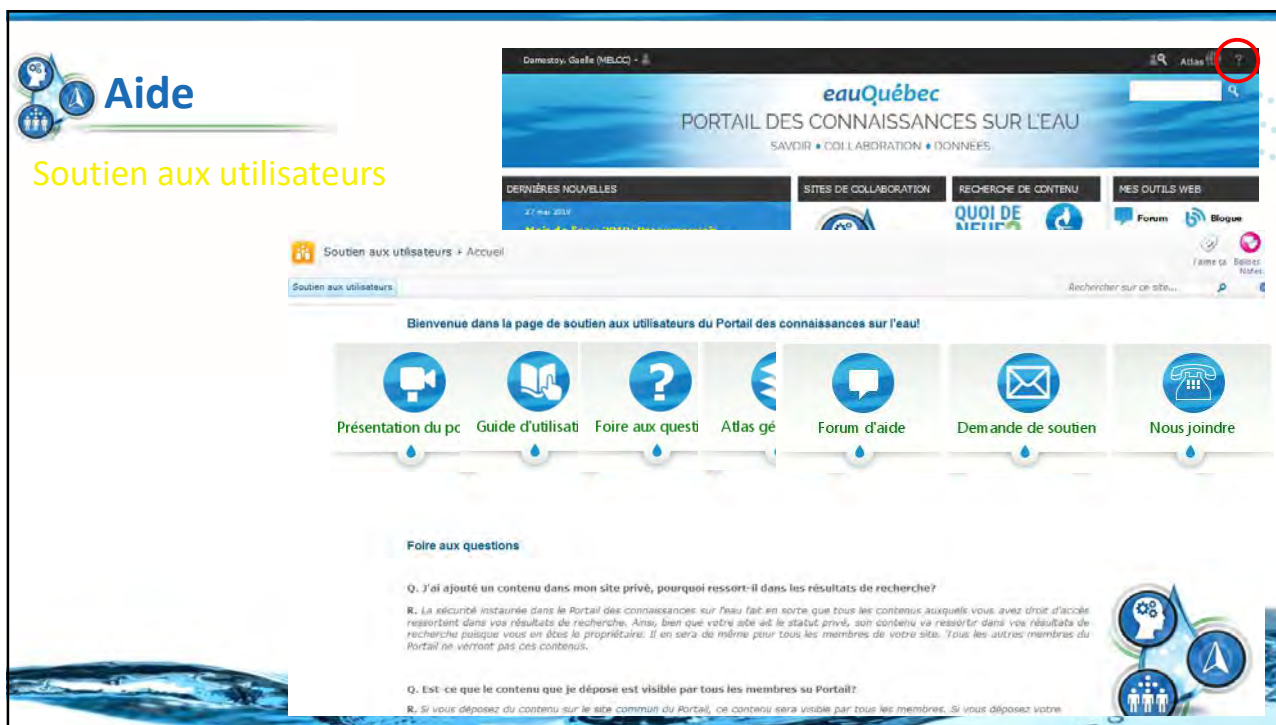 Aide
Soutien aux utilisateurs
Damestoy, Gaelle (MELCC)
Atlas
?
eauQuébec
PORTAIL DES CONNAISSANCES SUR L'EAU
SAVOIR • COLLABORATION • DONNÉES
DERNIÈRES NOUVELLES
SITES DE COLLABORATION
RECHERCHE DE CONTENU
MES OUTILS WEB
27 mai 2019
QUOI DE
NEUF?
Forum
Blogue
Soutien aux utilisateurs
Accueil
J'aime ça
Notes
Soutien aux utilisateurs
Rechercher sur ce site...
Bienvenue dans la page de soutien aux utilisateurs du Portail des connaissances sur l'eau!
Présentation du po
Guide d'utilisati
Foire aux questi
Atlas gé
Forum d'aide
Demande de soutien
Nous joindre
Foire aux questions
Q. J'ai ajouté un contenu dans mon site privé, pourquoi ressort-il dans les résultats de recherche?
R. La sécurité instaurée dans le Portail des connaissances sur l'eau fait en sorte que tous les contenus auxquels vous avez droit d'accès
ressortent dans vos résultats de recherche. Ainsi, bien que votre site ait le statut privé, son contenu va ressortir dans vos résultats de
recherche puisque vous en êtes le propriétaire. Il en sera de même pour tous les membres de votre site. Tous les autres membres du
Portail ne verront pas ces contenus.
Q. Est-ce que le contenu que je dépose est visible par tous les membres su Portail?
R. Si vous déposez du contenu sur le site commun du Portail, ce contenu sera visible par tous les membres. Si vous déposez votre